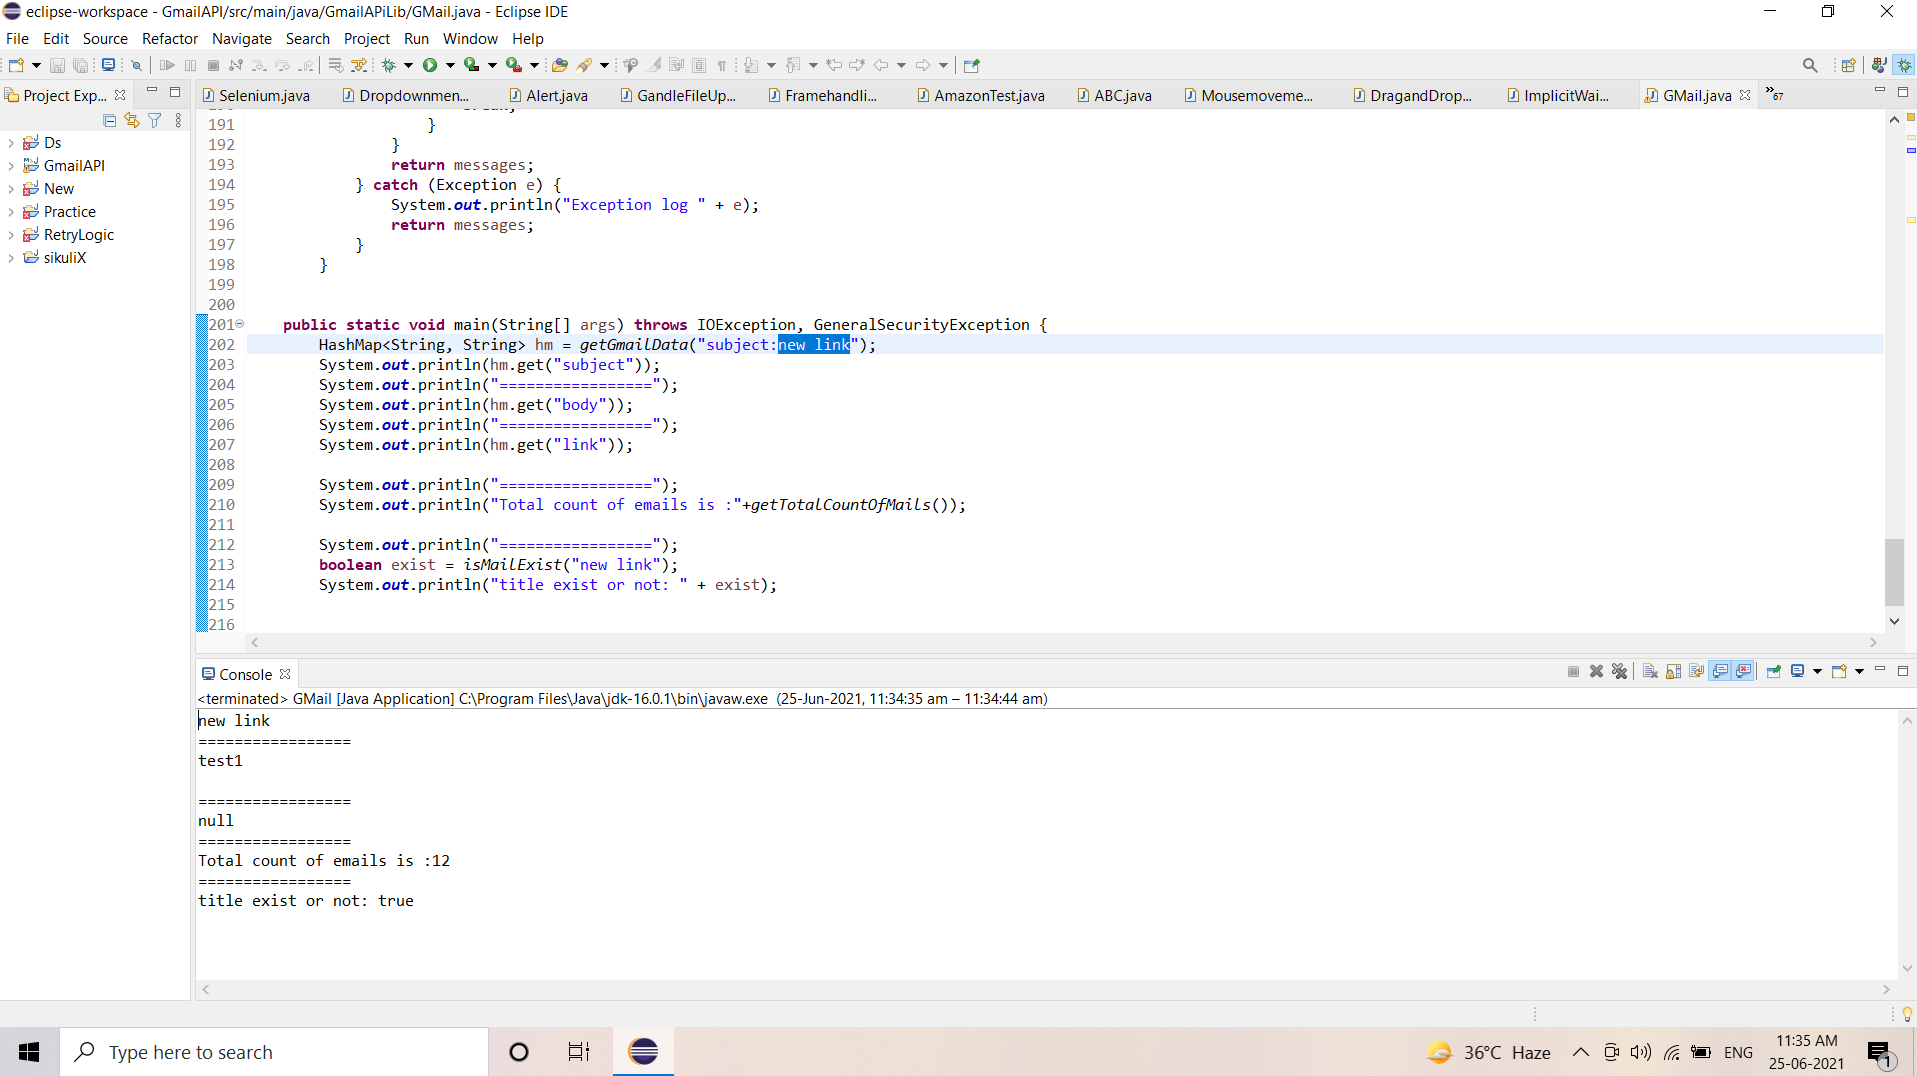 eclipse-workspace - GmailAPI/src/main/java/GmailAPiLib/GMail.java - Eclipse IDE
File Edit Source Refactor Navigate Search Project Run Window Help
Project Exp...
Selenium.java Dropdownmen... Alert.java GandleFileUp... Framehandli... AmazonTest.java ABC.java Mousemoveme... DragandDrop... ImplicitWai... GMail.java »67
Ds
GmailAPI
New
Practice
RetryLogic
sikuliX
191 }
192 }
193 return messages;
194 } catch (Exception e) {
195 System.out.println("Exception log " + e);
196 return messages;
197 }
198 }
199
200
201 public static void main(String[] args) throws IOException, GeneralSecurityException {
202 HashMap<String, String> hm = getGmailData("subject:new link");
203 System.out.println(hm.get("subject"));
204 System.out.println("=================");
205 System.out.println(hm.get("body"));
206 System.out.println("=================");
207 System.out.println(hm.get("link"));
208
209 System.out.println("=================");
210 System.out.println("Total count of emails is :"+getTotalCountOfMails());
211
212 System.out.println("=================");
213 boolean exist = isMailExist("new link");
214 System.out.println("title exist or not: " + exist);
215
216
Console
<terminated> GMail [Java Application] C:\Program Files\Java\jdk-16.0.1\bin\javaw.exe (25-Jun-2021, 11:34:35 am – 11:34:44 am)
new link
=================
test1
=================
null
=================
Total count of emails is :12
=================
title exist or not: true
Type here to search
36°C Haze
ENG
11:35 AM
25-06-2021
1